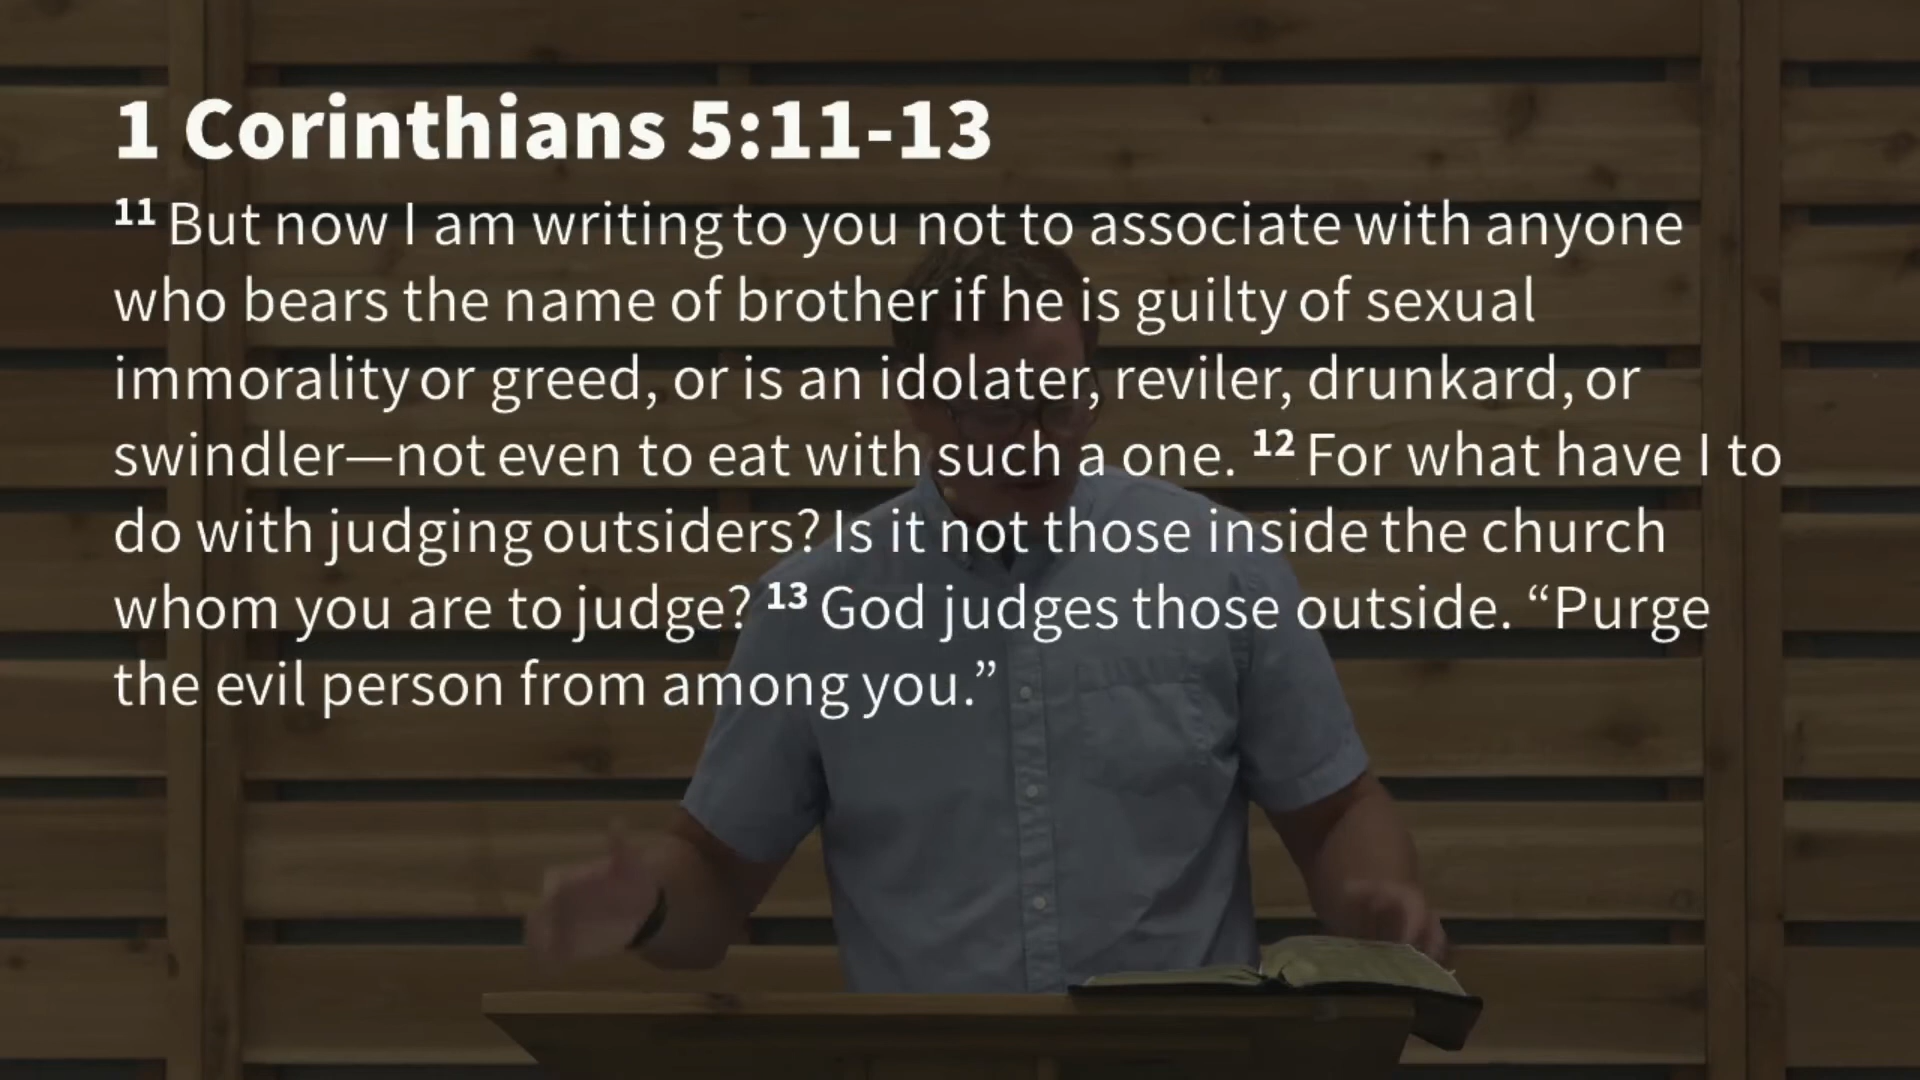 1 Corinthians 5:11-13
11 But now I am writing to you not to associate with anyone
who bears the name of brother if he is guilty of sexual
immorality or greed, or is an idolater, reviler, drunkard, or
swindler—not even to eat with such a one. 12 For what have I to
do with judging outsiders? Is it not those inside the church
whom you are to judge? 13 God judges those outside. “Purge
the evil person from among you.”